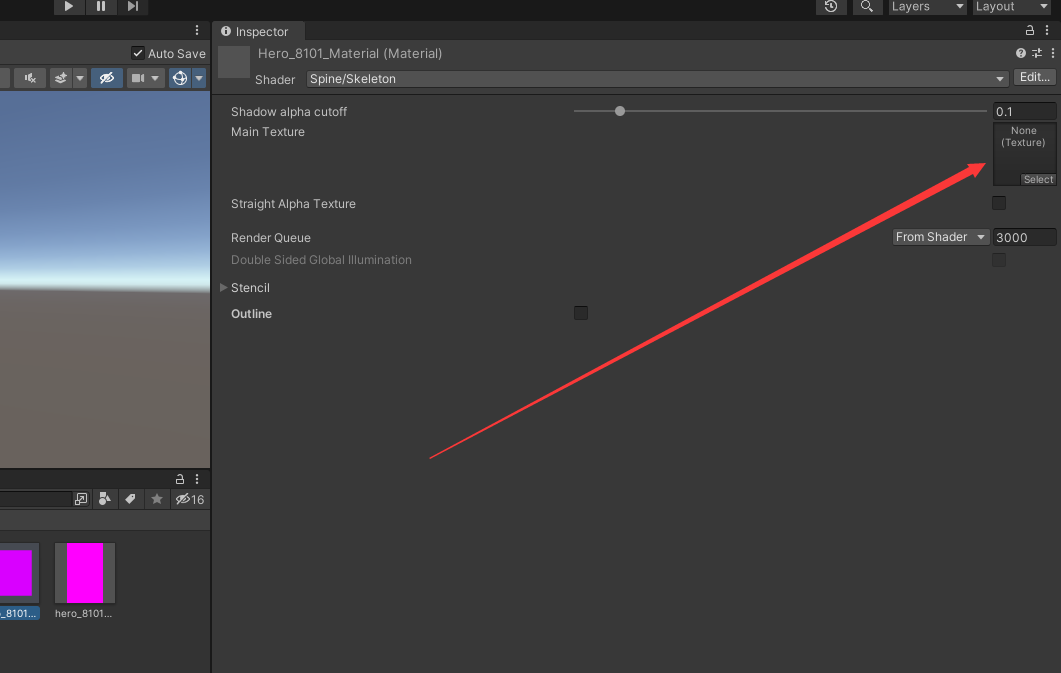 Layers
Layout
Inspector
Auto Save
Hero_8101_Material (Material)
Shader
Spine/Skeleton
Edit...
Shadow alpha cutoff
0.1
Main Texture
None
(Texture)
Select
Straight Alpha Texture
Render Queue
From Shader
3000
Double Sided Global Illumination
Stencil
Outline
16
_8101...
hero_8101...